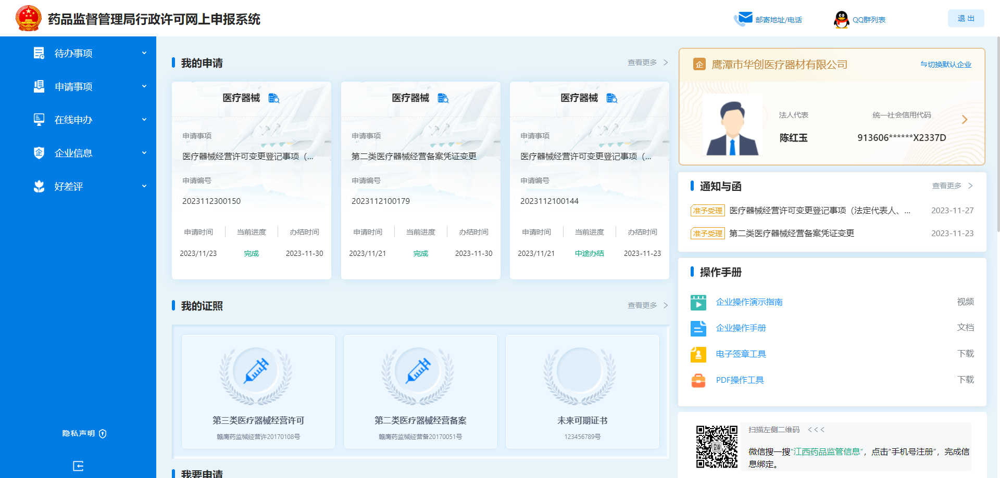 药品监督管理局行政许可网上申报系统
邮寄地址/电话
QQ群列表
退 出
待办事项
申请事项
在线申办
企业信息
好差评
隐私声明
我的申请
查看更多 >
医疗器械
申请事项
医疗器械经营许可变更登记事项（...
申请编号
2023112300150
申请时间 当前进度 办结时间
2023/11/23 完成 2023-11-30
医疗器械
申请事项
第二类医疗器械经营备案凭证变更
申请编号
2023112100179
申请时间 当前进度 办结时间
2023/11/21 完成 2023-11-30
医疗器械
申请事项
医疗器械经营许可变更登记事项（...
申请编号
2023112100144
申请时间 当前进度 办结时间
2023/11/21 中途办结 2023-11-23
我的证照
查看更多 >
第三类医疗器械经营许可
赣鹰药监械经营许20170108号
第二类医疗器械经营备案
赣鹰药监械经营备20170051号
未来可期证书
123456789号
我要申请
企 鹰潭市华创医疗器材有限公司
⇋切换默认企业
法人代表
陈红玉
统一社会信用代码
913606******X2337D
通知与函
查看更多 >
准予受理 医疗器械经营许可变更登记事项（法定代表人、... 2023-11-27
准予受理 第二类医疗器械经营备案凭证变更 2023-11-23
操作手册
企业操作演示指南 视频
企业操作手册 文档
电子签章工具 下载
PDF操作工具 下载
药品监管
扫描左侧二维码 <<<
微信搜一搜“江西药品监管信息”，点击“手机号注册”，完成信
息绑定。